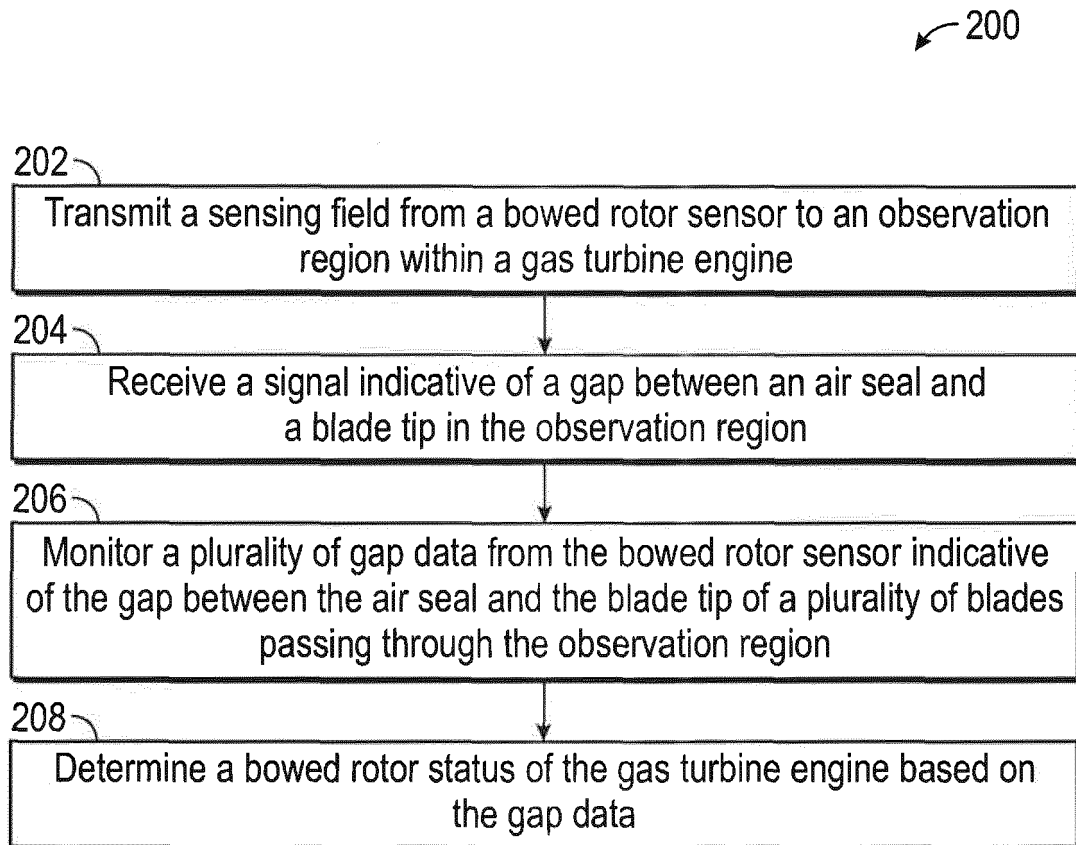 200
202
Transmit a sensing field from a bowed rotor sensor to an observation
region within a gas turbine engine
204
Receive a signal indicative of a gap between an air seal and
a blade tip in the observation region
206
Monitor a plurality of gap data from the bowed rotor sensor indicative
of the gap between the air seal and the blade tip of a plurality of blades
passing through the observation region
208
Determine a bowed rotor status of the gas turbine engine based on
the gap data